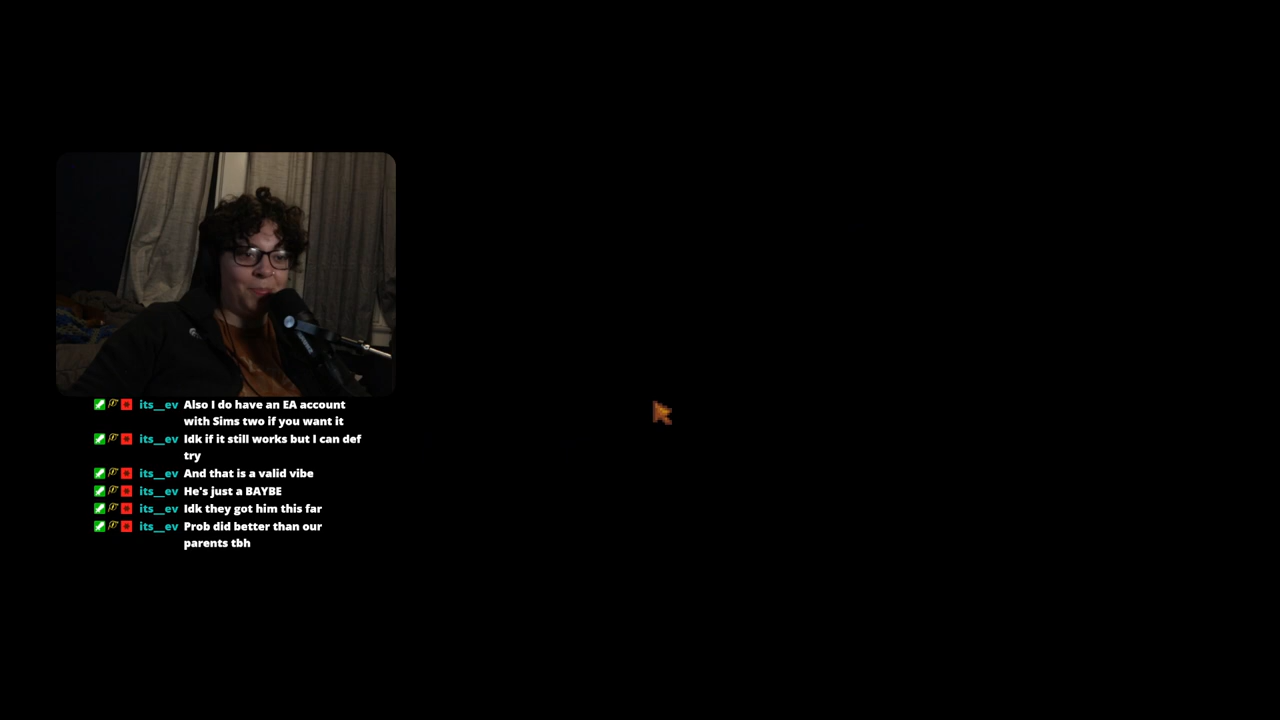 its__ev Also I do have an EA account
with Sims two if you want it
its__ev Idk if it still works but I can def
try
its__ev And that is a valid vibe
its__ev He's just a BAYBE
its__ev Idk they got him this far
its__ev Prob did better than our
parents tbh